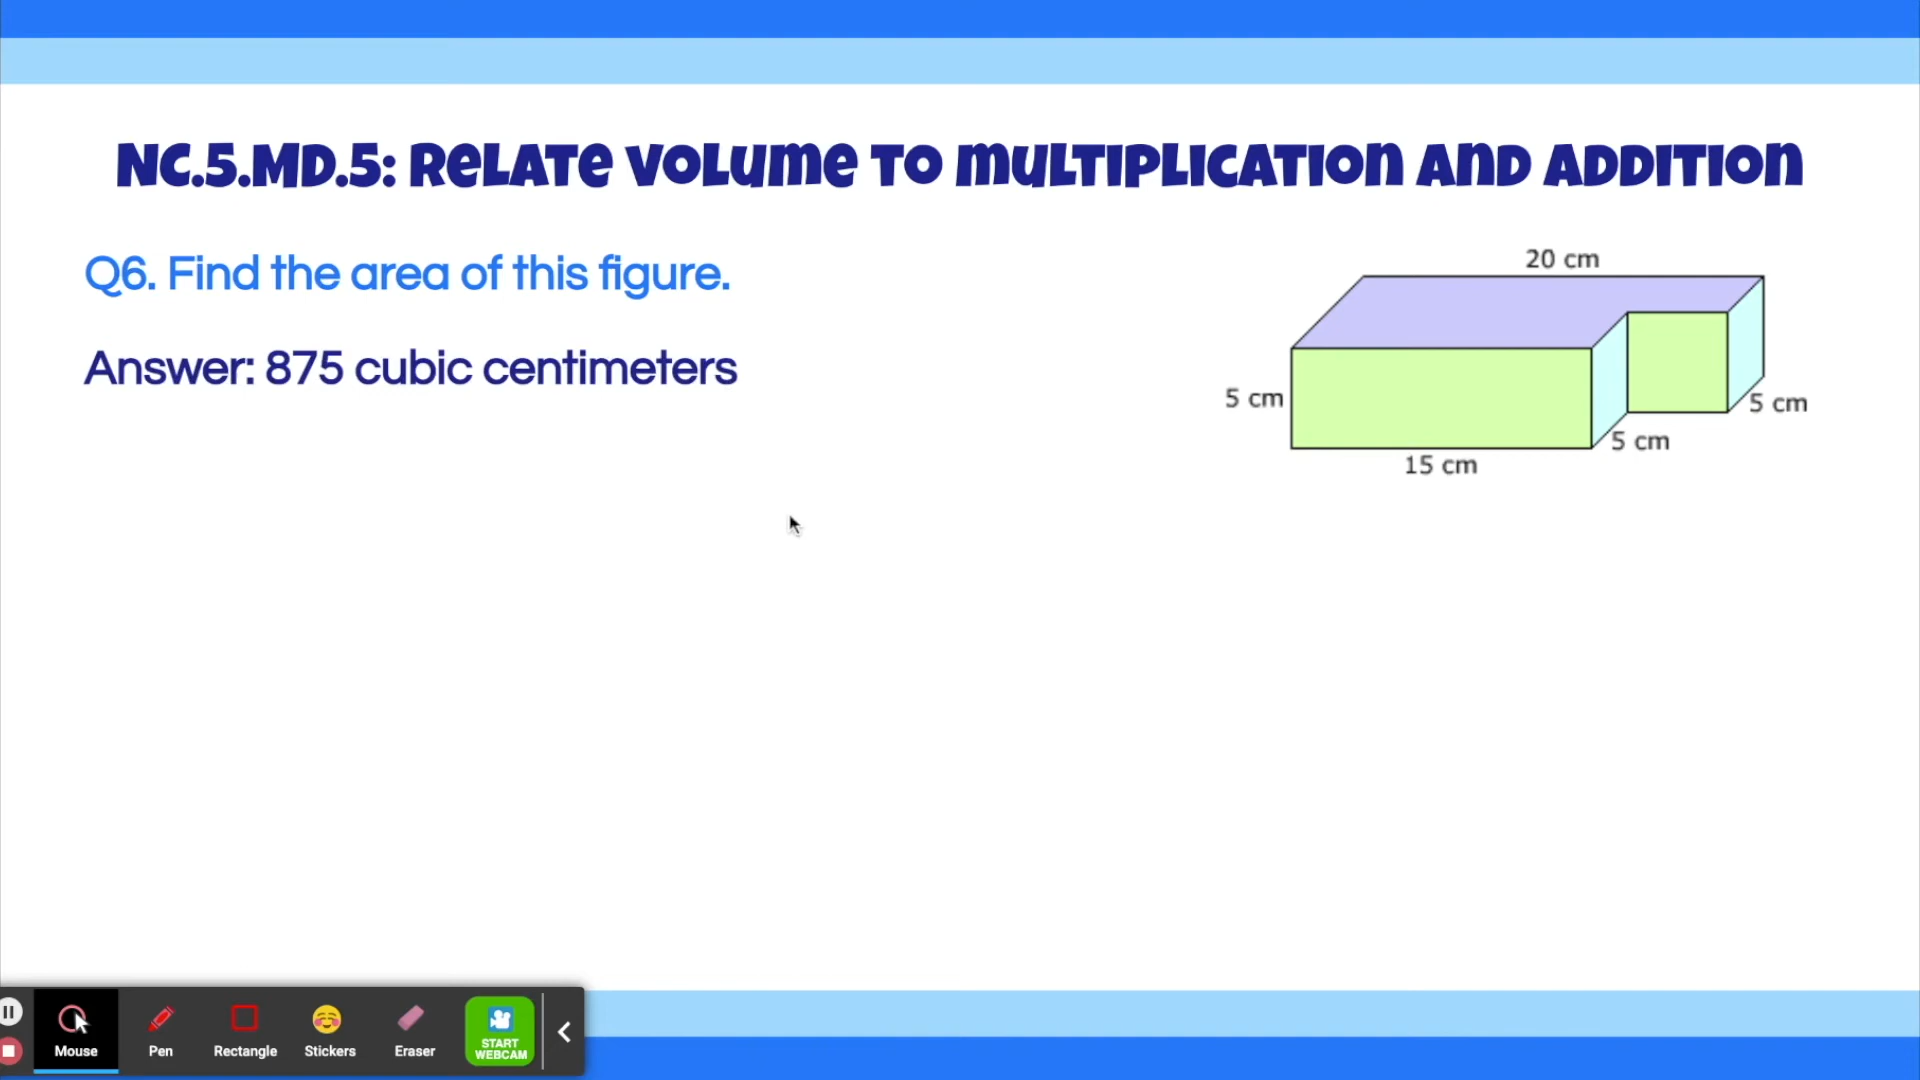 NC.5.MD.5: Relate Volume to Multiplication and Addition
Q6. Find the area of this figure.
Answer: 875 cubic centimeters
20 cm
5 cm
5 cm
5 cm
15 cm
Mouse
Pen
Rectangle
Stickers
Eraser
START
WEBCAM